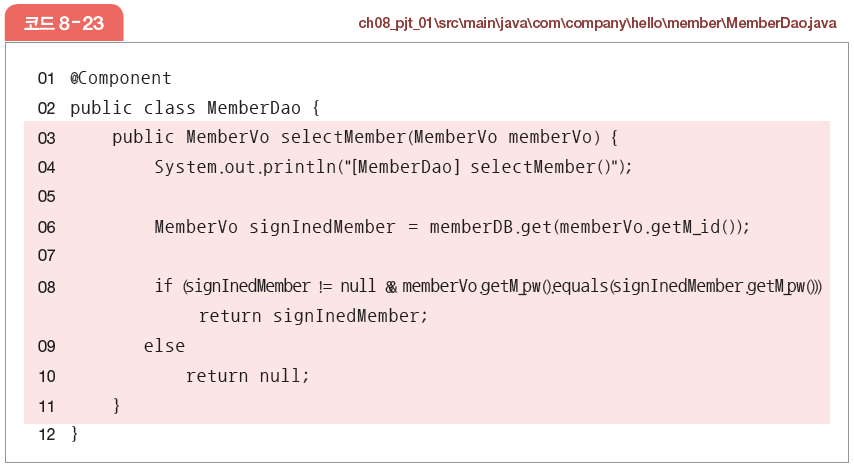 코드 8-23
ch08_pjt_01\src\main\java\com\company\hello\member\MemberDao.java
01 @Component
02 public class MemberDao {
03 public MemberVo selectMember(MemberVo memberVo) {
04 System.out.println("[MemberDao] selectMember()");
05
06 MemberVo signInedMember = memberDB.get(memberVo.getM_id());
07
08 if (signInedMember != null && memberVo.getM_pw().equals(signInedMember.getM_pw()))
return signInedMember;
09 else
10 return null;
11 }
12 }